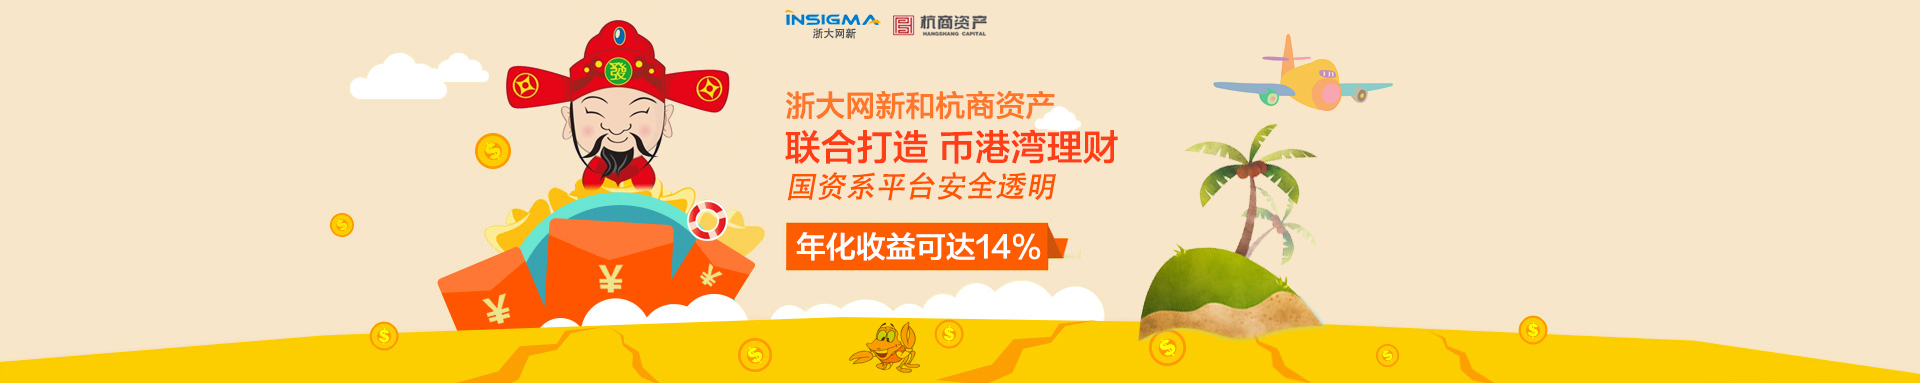 INSIGMA
浙大网新
杭商资产
HANGSHANG CAPITAL
發
浙大网新和杭商资产
联合打造 币港湾理财
国资系平台安全透明
年化收益可达14%
¥
¥
¥
$
$
$
$
$
$
$
$